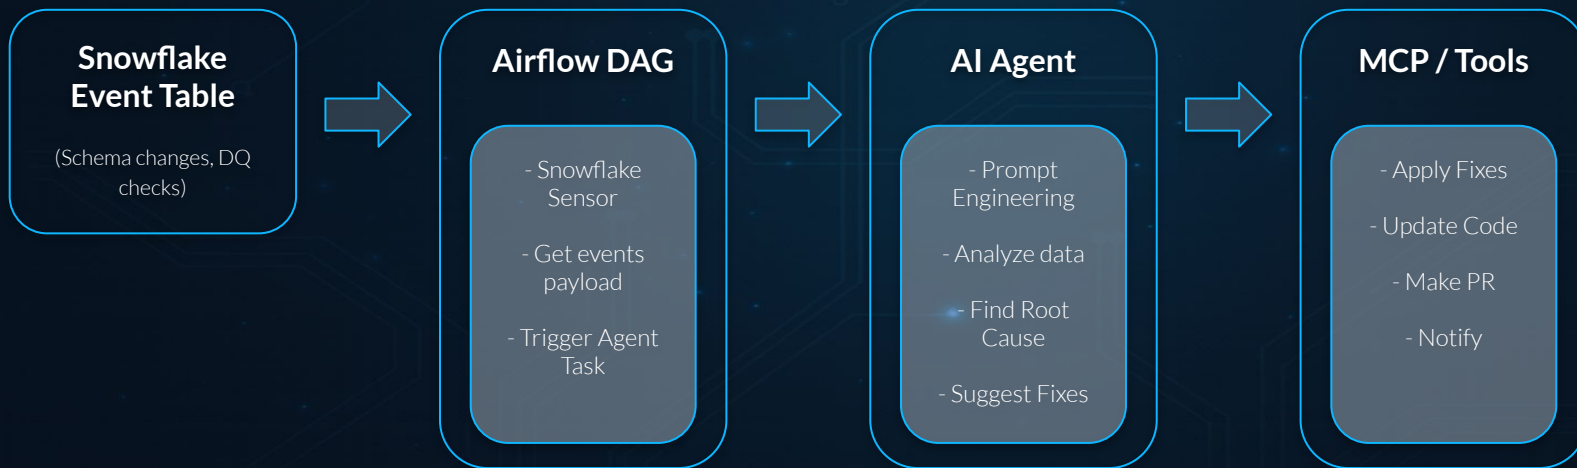 Snowflake
Event Table
(Schema changes, DQ
checks)
Airflow DAG
- Snowflake
Sensor
- Get events
payload
- Trigger Agent
Task
AI Agent
- Prompt
Engineering
- Analyze data
- Find Root
Cause
- Suggest Fixes
MCP / Tools
- Apply Fixes
- Update Code
- Make PR
- Notify